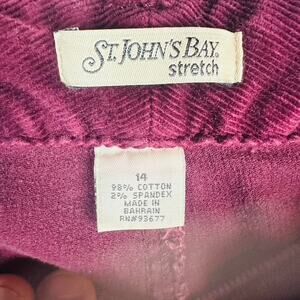 ST. JOHN'S BAY
stretch
14
98% COTTON
2% SPANDEX
MADE IN
BAHRAIN
RN#93677